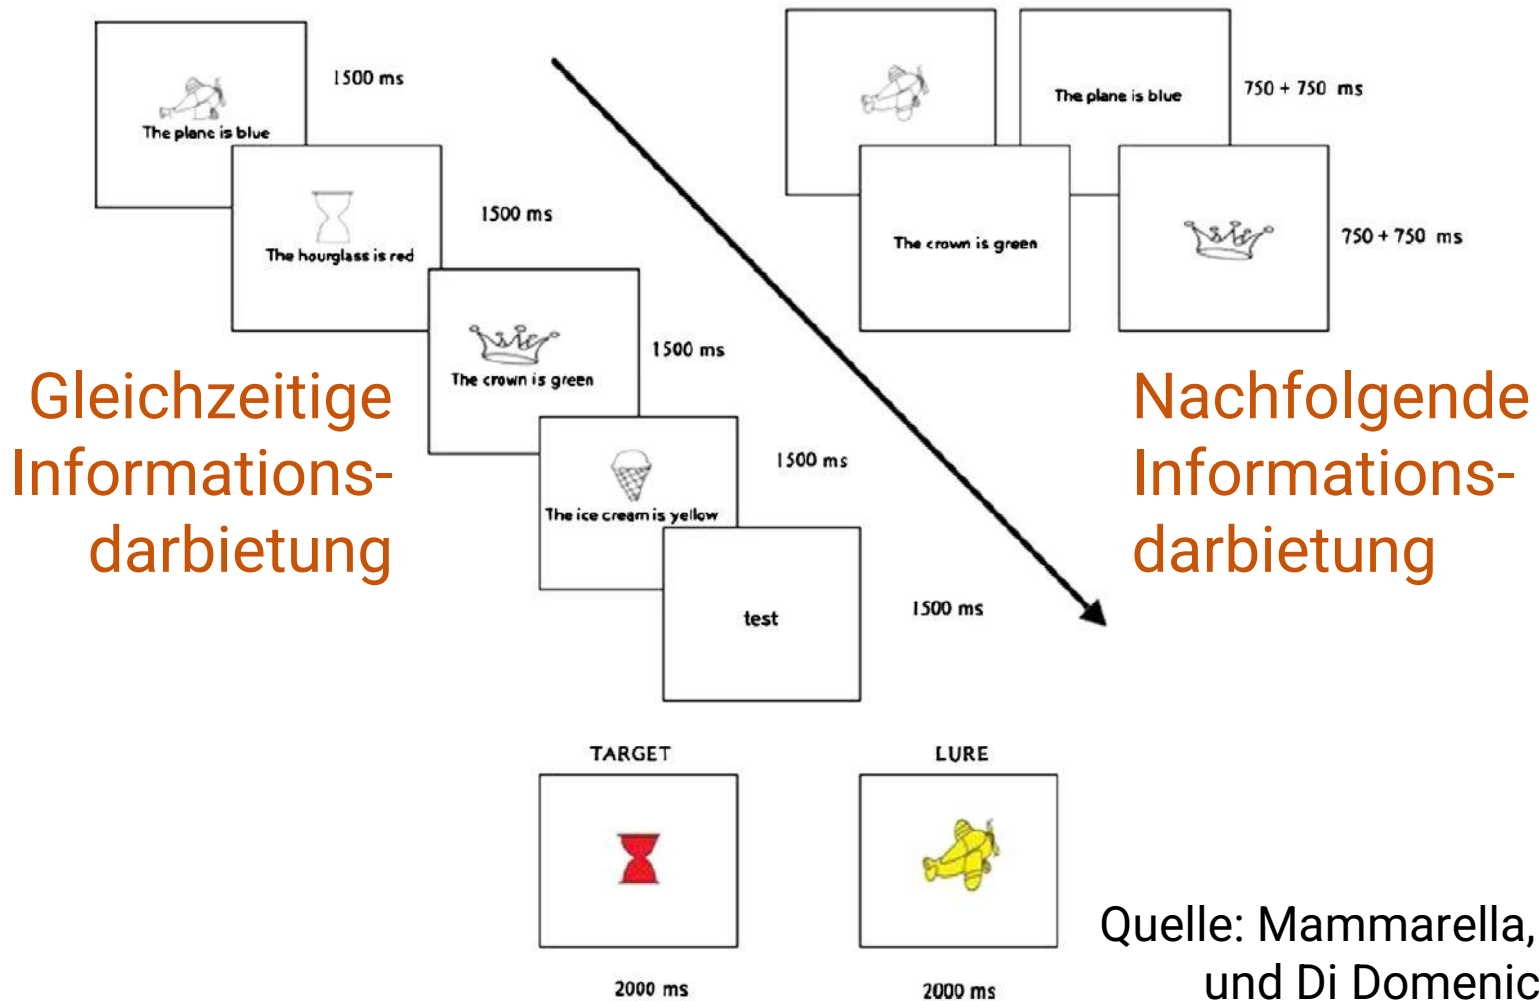 1500 ms
The plane is blue
1500 ms
The hourglass is red
1500 ms
The crown is green
1500 ms
The ice cream is yellow
1500 ms
test
The plane is blue
750 + 750 ms
The crown is green
750 + 750 ms
Gleichzeitige
Informations-
darbietung
Nachfolgende
Informations-
darbietung
TARGET
LURE
2000 ms
2000 ms
Quelle: Mammarella,
und Di Domenic